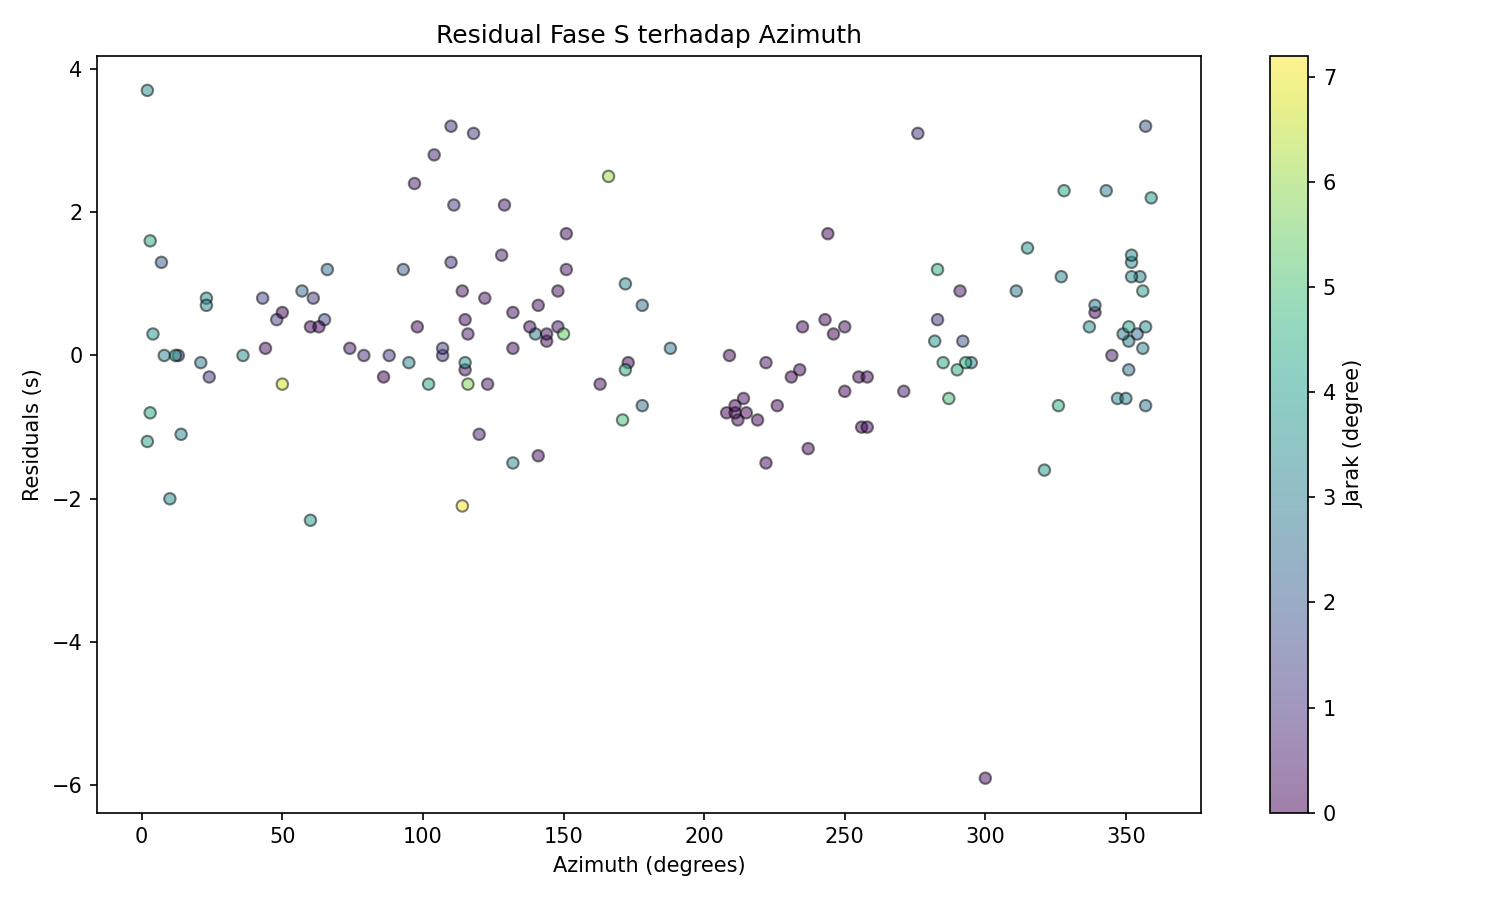 Residual Fase S terhadap Azimuth
Residuals (s)
4
2
0
−2
−4
−6
0 50 100 150 200 250 300 350
Azimuth (degrees)
7
6
5
4
3
2
1
0
Jarak (degree)